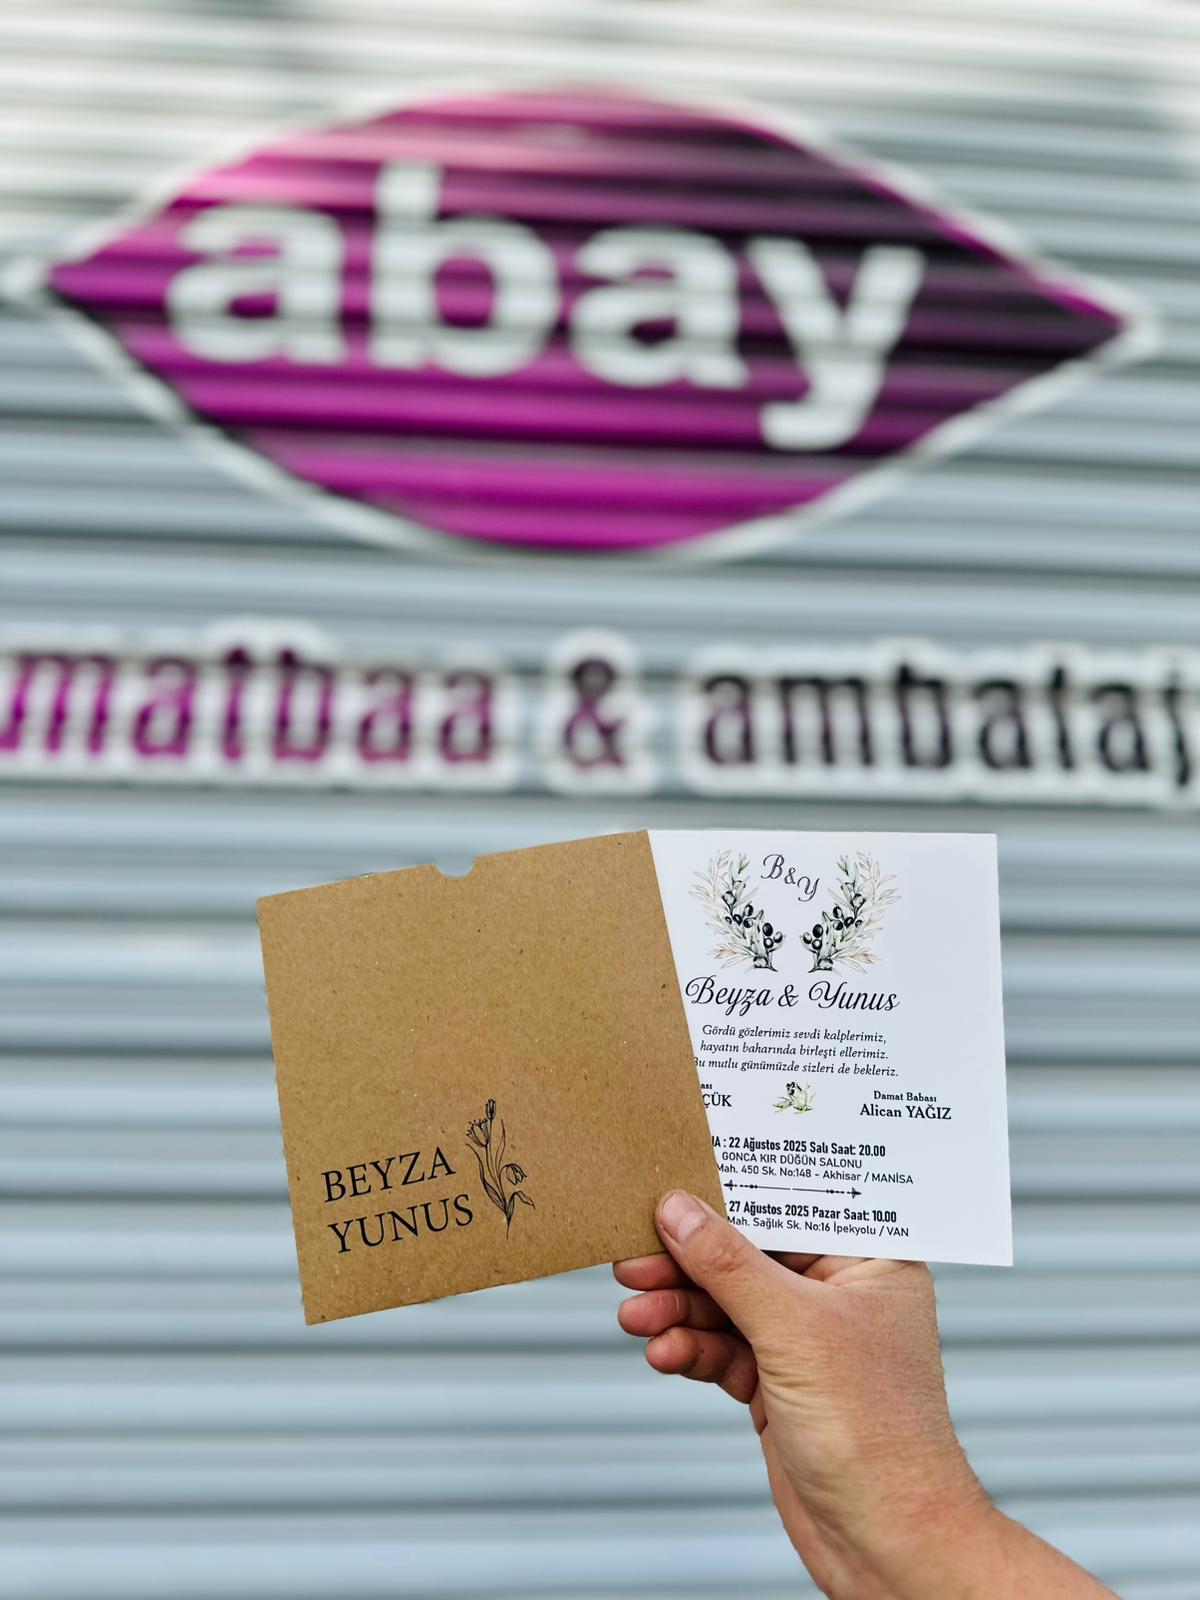 abay
matbaa & ambalaj
BEYZA
YUNUS
B&Y
Beyza & Yunus
Gördü gözlerimiz sevdi kalplerimiz,
hayatın baharında birleşti ellerimiz.
Bu mutlu günümüzde sizleri de bekleriz.
ası
ÇÜK
Damat Babası
Alican YAĞIZ
A : 22 Ağustos 2025 Salı Saat: 20.00
GONCA KIR DÜĞÜN SALONU
Mah. 450 Sk. No:148 - Akhisar / MANİSA
: 27 Ağustos 2025 Pazar Saat: 10.00
Mah. Sağlık Sk. No:16 İpekyolu / VAN